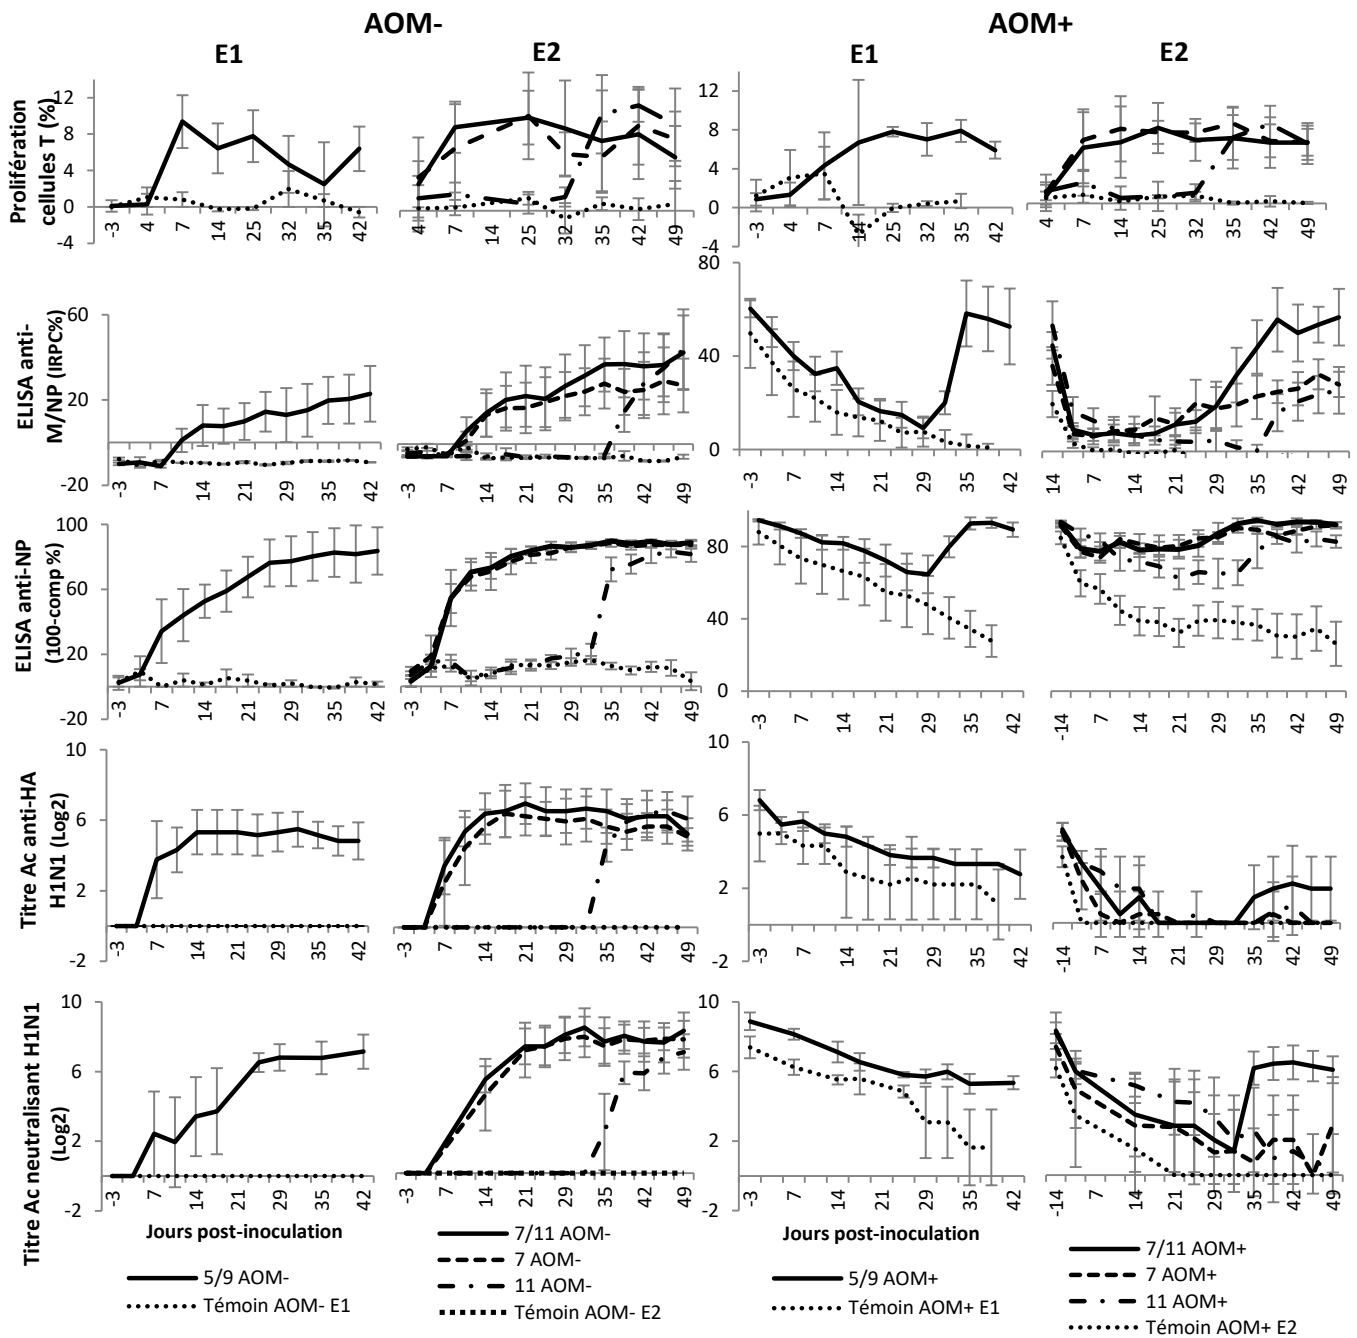 AOM-
AOM+
E1
E2
E1
E2
Prolifération
cellules T (%)
12
8
4
0
-4
-3 4 7 14 25 32 35 42
4 7 14 25 32 35 42 49
12
8
4
0
-4
-3 4 7 14 25 32 35 42
4 7 14 25 32 35 42 49
ELISA anti-
M/NP (IRPC%)
60
20
-20
-3 7 14 21 29 35 42
-3 7 14 21 29 35 42 49
80
40
0
-3 7 14 21 29 35 42
14 7 14 21 29 35 42 49
ELISA anti-NP
(100-comp %)
100
60
20
-20
-3 7 14 21 29 35 42
-3 7 14 21 29 35 42 49
80
40
0
-3 7 14 21 29 35 42
-14 7 14 21 29 35 42 49
Titre Ac anti-HA
H1N1 (Log2)
10
6
2
-2
-3 7 14 21 29 35 42
-3 7 14 21 29 35 42 49
10
6
2
-2
-3 7 14 21 29 35 42
-14 7 14 21 29 35 42 49
Titre Ac neutralisant H1N1
(Log2)
10
6
2
-2
-3 7 14 21 29 35 42
-3 7 14 21 29 35 42 49
10
6
2
-2
-3 7 14 21 29 35 42
-14 7 14 21 29 35 42 49
Jours post-inoculation
5/9 AOM-
Témoin AOM- E1
7/11 AOM-
7 AOM-
11 AOM-
Témoin AOM- E2
Jours post-inoculation
5/9 AOM+
Témoin AOM+ E1
7/11 AOM+
7 AOM+
11 AOM+
Témoin AOM+ E2